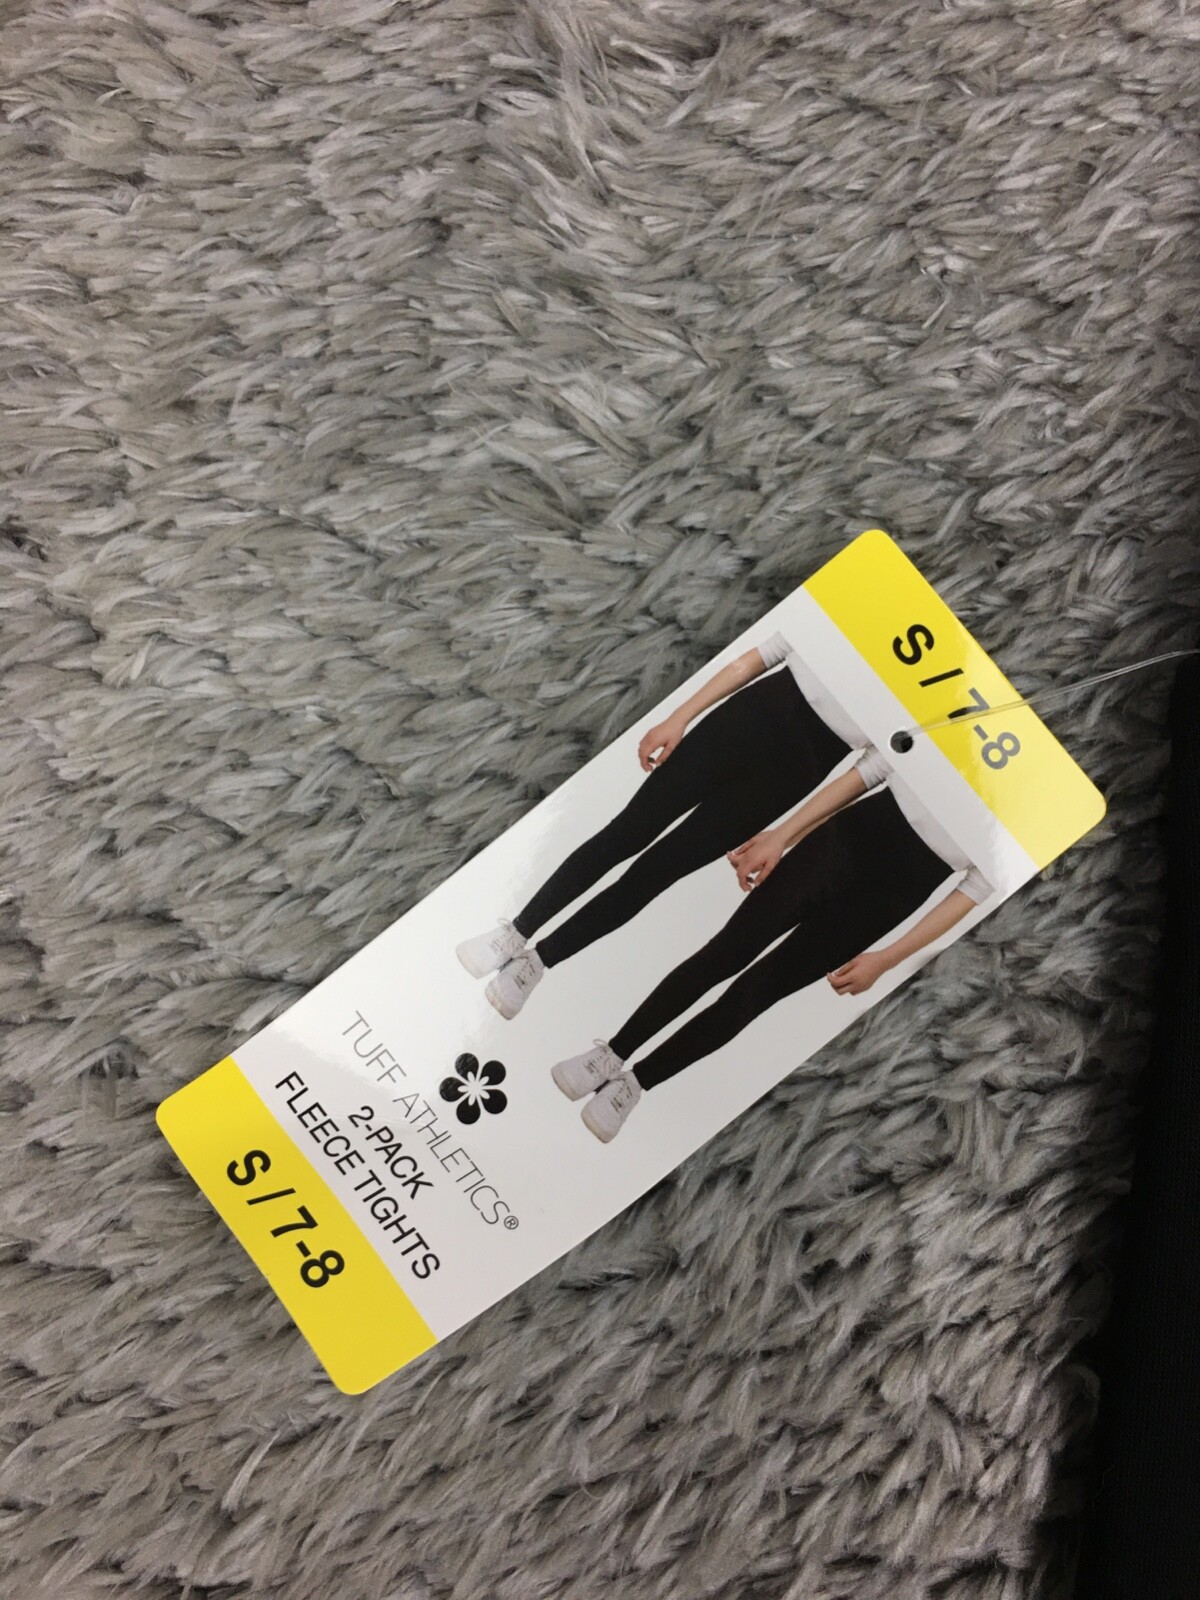 S / 7-8
TUFF ATHLETICS®
2-PACK
FLEECE TIGHTS
S / 7-8